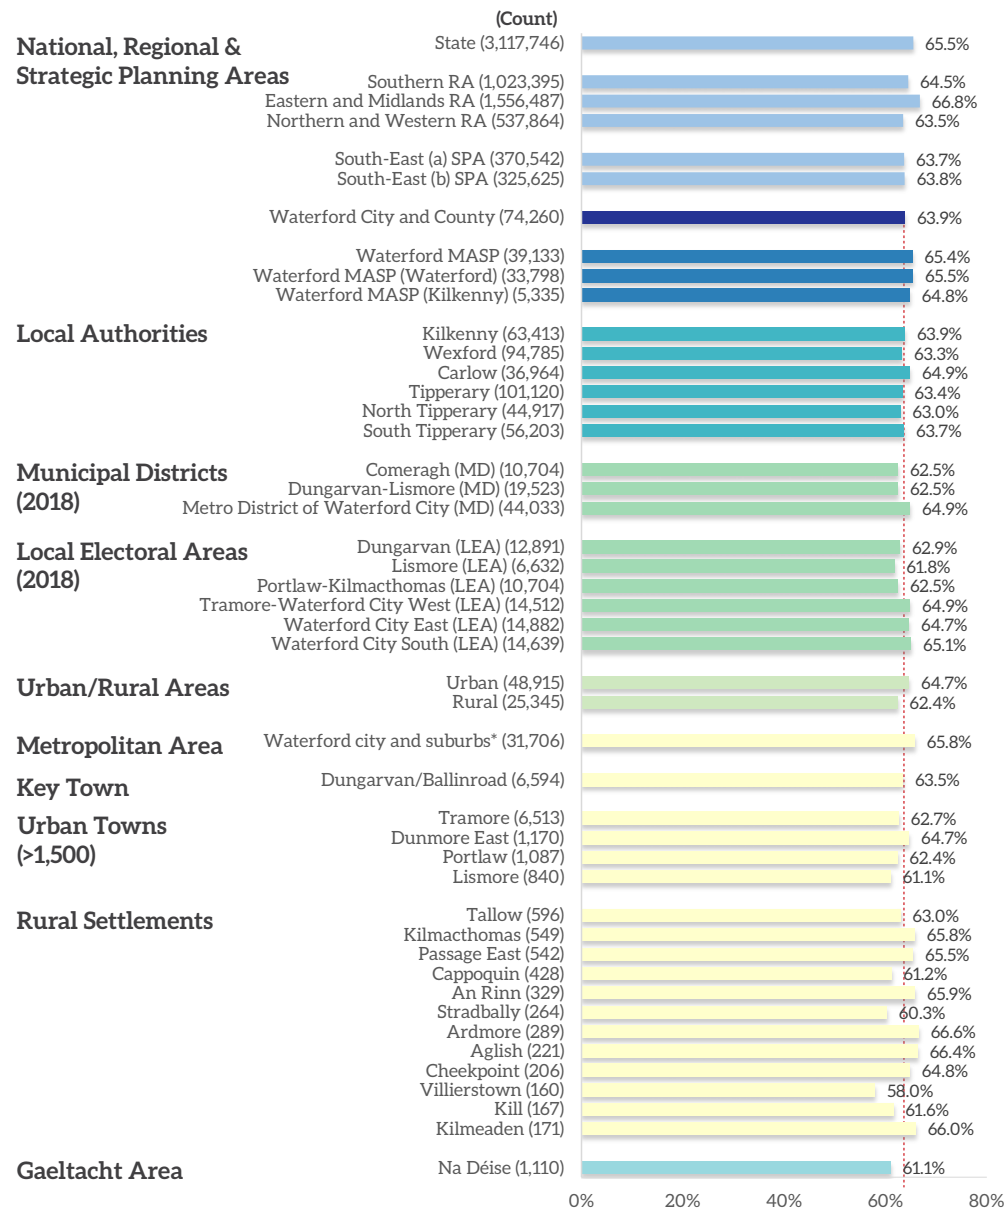 (Count)
National, Regional &
Strategic Planning Areas
State (3,117,746) 65.5%
Southern RA (1,023,395) 64.5%
Eastern and Midlands RA (1,556,487) 66.8%
Northern and Western RA (537,864) 63.5%
South-East (a) SPA (370,542) 63.7%
South-East (b) SPA (325,625) 63.8%
Waterford City and County (74,260) 63.9%
Waterford MASP (39,133) 65.4%
Waterford MASP (Waterford) (33,798) 65.5%
Waterford MASP (Kilkenny) (5,335) 64.8%
Local Authorities
Kilkenny (63,413) 63.9%
Wexford (94,785) 63.3%
Carlow (36,964) 64.9%
Tipperary (101,120) 63.4%
North Tipperary (44,917) 63.0%
South Tipperary (56,203) 63.7%
Municipal Districts
(2018)
Comeragh (MD) (10,704) 62.5%
Dungarvan-Lismore (MD) (19,523) 62.5%
Metro District of Waterford City (MD) (44,033) 64.9%
Local Electoral Areas
(2018)
Dungarvan (LEA) (12,891) 62.9%
Lismore (LEA) (6,632) 61.8%
Portlaw-Kilmacthomas (LEA) (10,704) 62.5%
Tramore-Waterford City West (LEA) (14,512) 64.9%
Waterford City East (LEA) (14,882) 64.7%
Waterford City South (LEA) (14,639) 65.1%
Urban/Rural Areas
Urban (48,915) 64.7%
Rural (25,345) 62.4%
Metropolitan Area
Waterford city and suburbs* (31,706) 65.8%
Key Town
Dungarvan/Ballinroad (6,594) 63.5%
Urban Towns
(>1,500)
Tramore (6,513) 62.7%
Dunmore East (1,170) 64.7%
Portlaw (1,087) 62.4%
Lismore (840) 61.1%
Rural Settlements
Tallow (596) 63.0%
Kilmacthomas (549) 65.8%
Passage East (542) 65.5%
Cappoquin (428) 61.2%
An Rinn (329) 65.9%
Stradbally (264) 60.3%
Ardmore (289) 66.6%
Aglish (221) 66.4%
Cheekpoint (206) 64.8%
Villierstown (160) 58.0%
Kill (167) 61.6%
Kilmeaden (171) 66.0%
Gaeltacht Area
Na Déise (1,110) 61.1%
0% 20% 40% 60% 80%